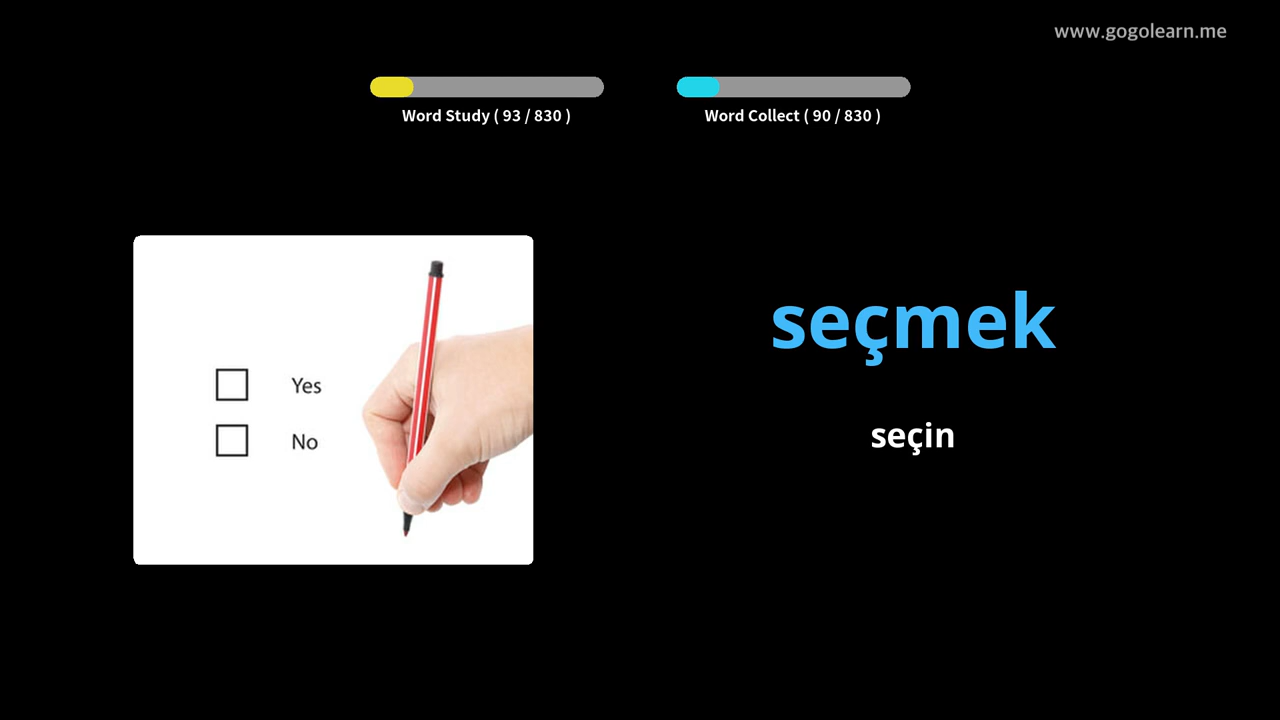 www.gogolearn.me
Word Study ( 93 / 830 )
Word Collect ( 90 / 830 )
Yes
No
seçmek
seçin